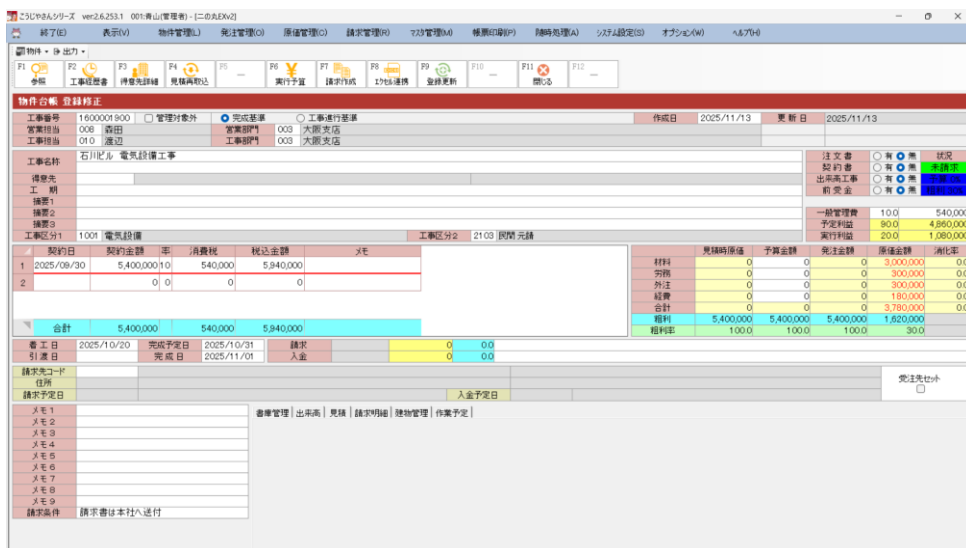 こうじやさんシリーズ ver.2.6.253.1 001:青山(管理者) - [二の丸EXv2]
終了(E) 表示(V) 物件管理(L) 発注管理(O) 原価管理(C) 請求管理(R) マスタ管理(M) 帳票印刷(P) 随時処理(A) システム設定(S) オプション(W) ヘルプ(H)
物件 出力
F1 参照 F2 工事経歴書 F3 得意先詳細 F4 見積再取込 F5 F6 実行予算 F7 請求作成 F8 エクセル連携 F9 登録更新 F10 F11 閉じる F12
物件台帳 登録修正
工事番号 1600001900 管理対象外 完成基準 工事進行基準 作成日 2025/11/13 更新日 2025/11/13
営業担当 008 森田 営業部門 003 大阪支店
工事担当 010 渡辺 工事部門 003 大阪支店
工事名称 石川ビル 電気設備工事
注文書 有 無 状況
契約書 有 無 未請求
得意先 出来高工事 有 無
工期 前受金 有 無
摘要1
摘要2 一般管理費 10.0 540,000
摘要3 予定利益 90.0 4,860,000
工事区分1 1001 電気設備 工事区分2 2103 民間元請 実行利益 20.0 1,080,000
契約日 契約金額 率 消費税 税込金額 メモ
1 2025/09/30 5,400,000 10 540,000 5,940,000
2 0 0 0 0
合計 5,400,000 540,000 5,940,000
見積時原価 予算金額 発注金額 原価金額 消化率
材料 0 0 0 3,000,000 0.0
労務 0 0 0 300,000 0.0
外注 0 0 0 300,000 0.0
経費 0 0 0 180,000 0.0
合計 0 0 0 3,780,000 0.0
粗利 5,400,000 5,400,000 5,400,000 1,620,000
粗利率 100.0 100.0 100.0 30.0
着工日 2025/10/20 完成予定日 2025/10/31 請求 0 0.0
引渡日 完成日 2025/11/01 入金 0 0.0
請求先コード
住所
請求予定日 入金予定日
受注先セット
メモ1
メモ2
メモ3
メモ4
メモ5
メモ6
メモ7
メモ8
メモ9
請求条件 請求書は本社へ送付
書庫管理 出来高 見積 請求明細 建物管理 作業予定